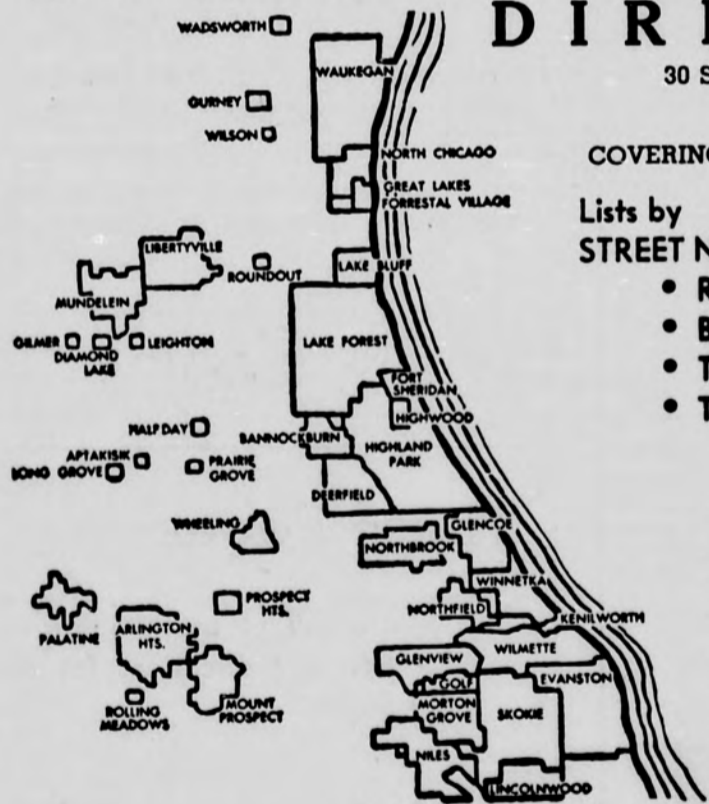 DIR
30 S
COVERING
Lists by
STREET N
• R
• B
• T
• T
WADSWORTH
WAUKEGAN
GURNEY
WILSON
NORTH CHICAGO
GREAT LAKES
FORRESTAL VILLAGE
LIBERTYVILLE
ROUNDOUT
LAKE BLUFF
MUNDELEIN
GILMER
DIAMOND
LAKE
LEIGHTON
LAKE FOREST
FORT
SHERIDAN
HIGHWOOD
HALF DAY
BANNOCKBURN
HIGHLAND
PARK
APTAKISIK
LONG GROVE
PRAIRIE
GROVE
DEERFIELD
WHEELING
GLENCOE
NORTHBROOK
WINNETKA
PALATINE
PROSPECT
HTS.
NORTHFIELD
KENILWORTH
ARLINGTON
HTS.
WILMETTE
GLENVIEW
GOLF
EVANSTON
ROLLING
MEADOWS
MOUNT
PROSPECT
MORTON
GROVE
SKOKIE
NILES
LINCOLNWOOD